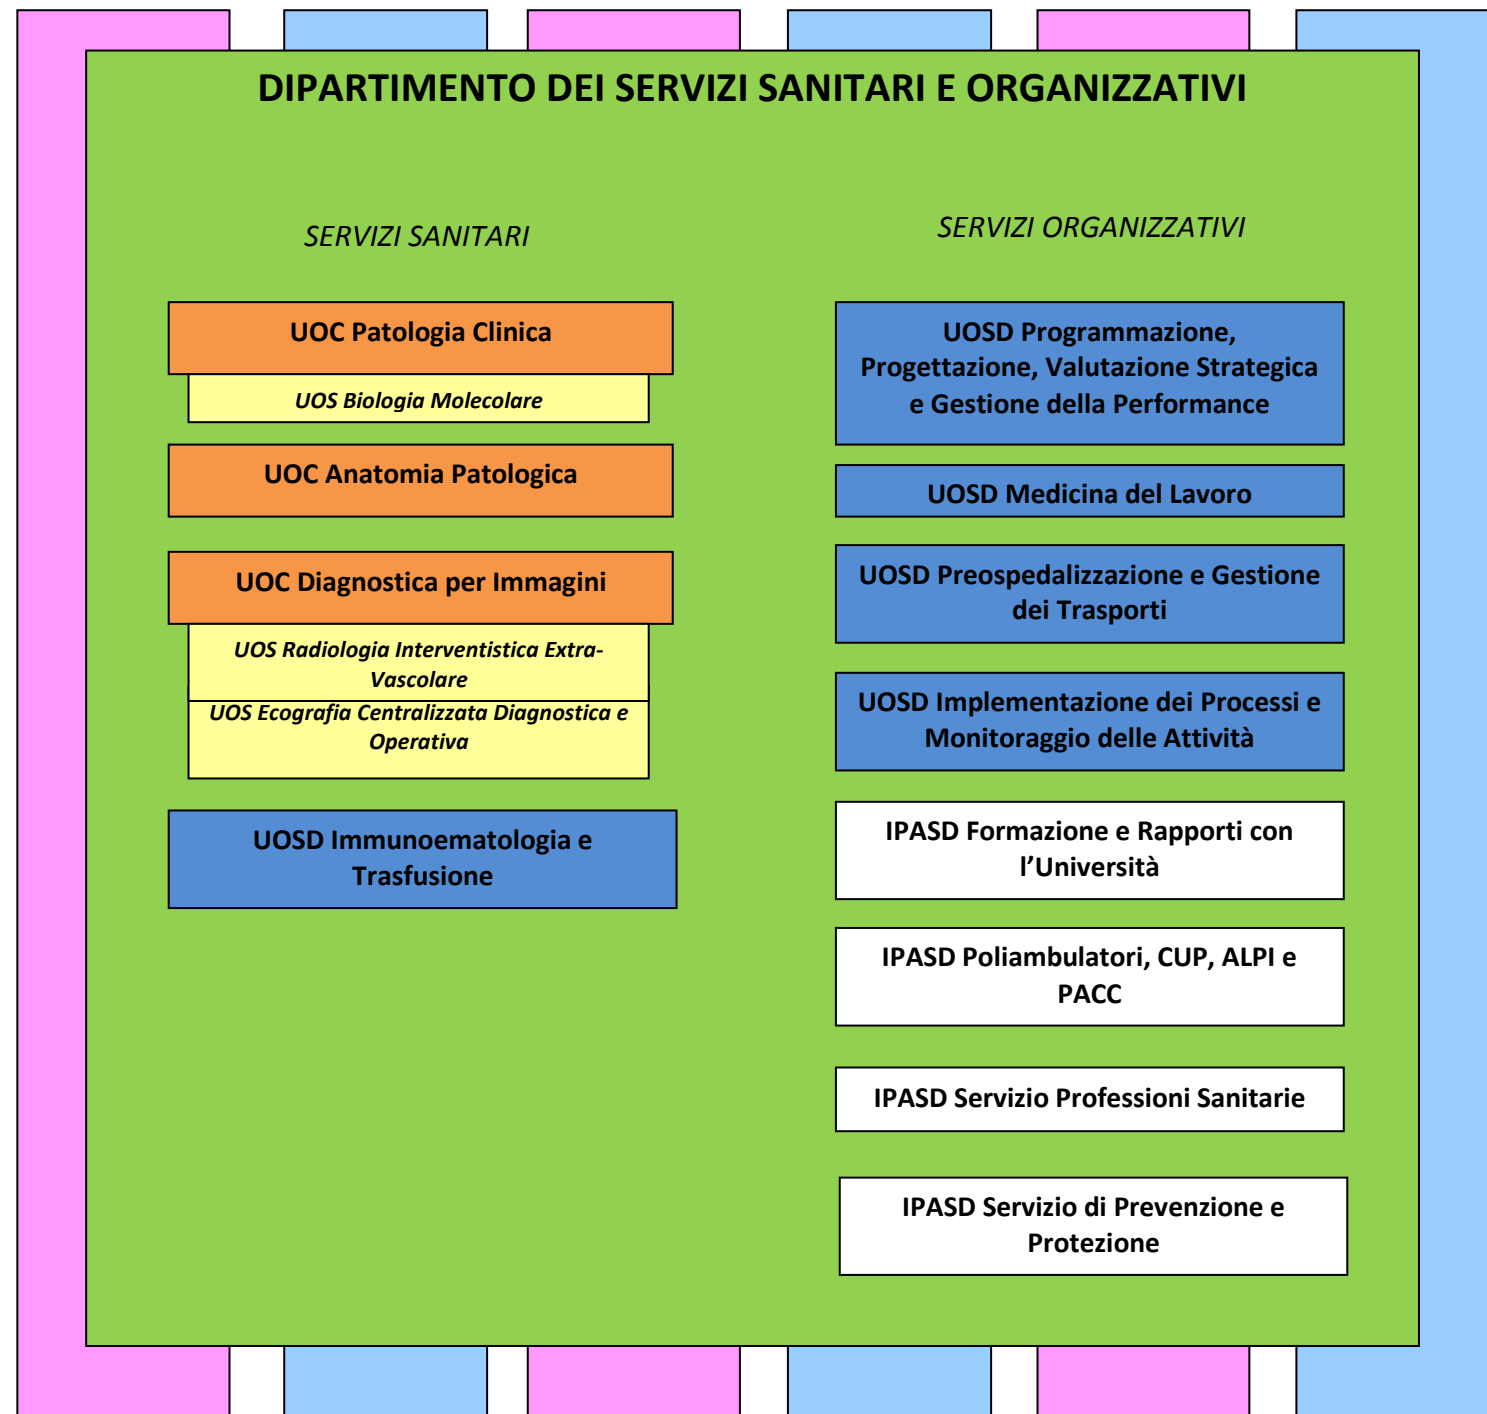 DIPARTIMENTO DEI SERVIZI SANITARI E ORGANIZZATIVI
SERVIZI SANITARI
UOC Patologia Clinica
UOS Biologia Molecolare
UOC Anatomia Patologica
UOC Diagnostica per Immagini
UOS Radiologia Interventistica Extra-
Vascolare
UOS Ecografia Centralizzata Diagnostica e
Operativa
UOSD Immunoematologia e
Trasfusione
SERVIZI ORGANIZZATIVI
UOSD Programmazione,
Progettazione, Valutazione Strategica
e Gestione della Performance
UOSD Medicina del Lavoro
UOSD Preospedalizzazione e Gestione
dei Trasporti
UOSD Implementazione dei Processi e
Monitoraggio delle Attività
IPASD Formazione e Rapporti con
l’Università
IPASD Poliambulatori, CUP, ALPI e
PACC
IPASD Servizio Professioni Sanitarie
IPASD Servizio di Prevenzione e
Protezione